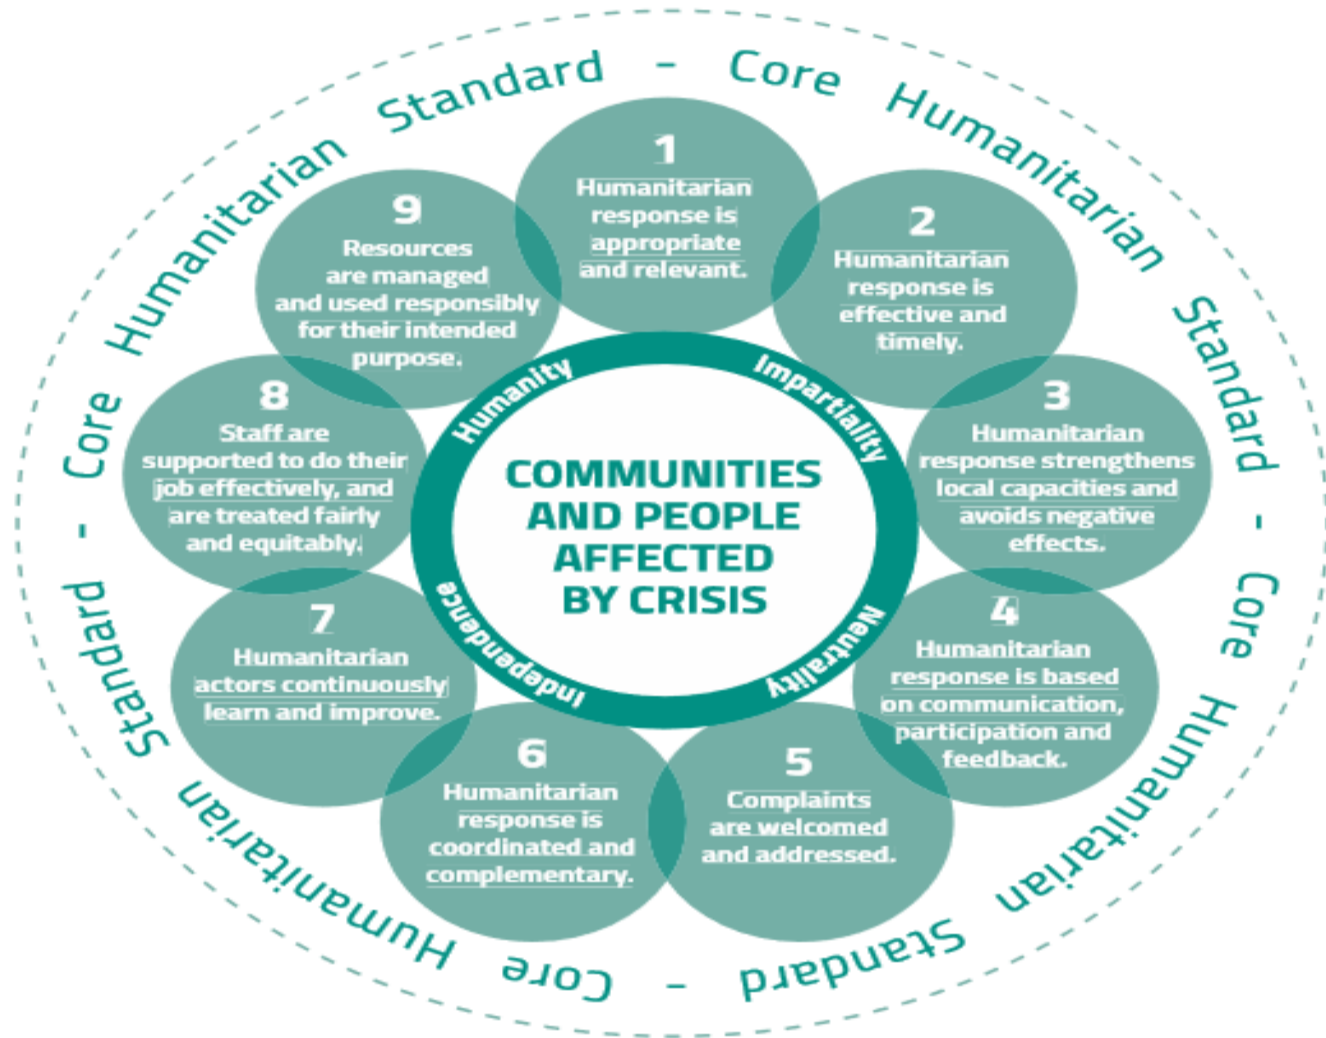 Core Humanitarian Standard - Core Humanitarian Standard - Core Humanitarian Standard - Core Humanitarian Standard -
1
Humanitarian
response is
appropriate
and relevant.
2
Humanitarian
response is
effective and
timely.
3
Humanitarian
response strengthens
local capacities and
avoids negative
effects.
4
Humanitarian
response is based
on communication,
participation and
feedback.
5
Complaints
are welcomed
and addressed.
6
Humanitarian
response is
coordinated and
complementary.
7
Humanitarian
actors continuously
learn and improve.
8
Staff are
supported to do their
job effectively, and
are treated fairly
and equitably.
9
Resources
are managed
and used responsibly
for their intended
purpose.
Humanity
Impartiality
Neutrality
Independence
COMMUNITIES
AND PEOPLE
AFFECTED
BY CRISIS